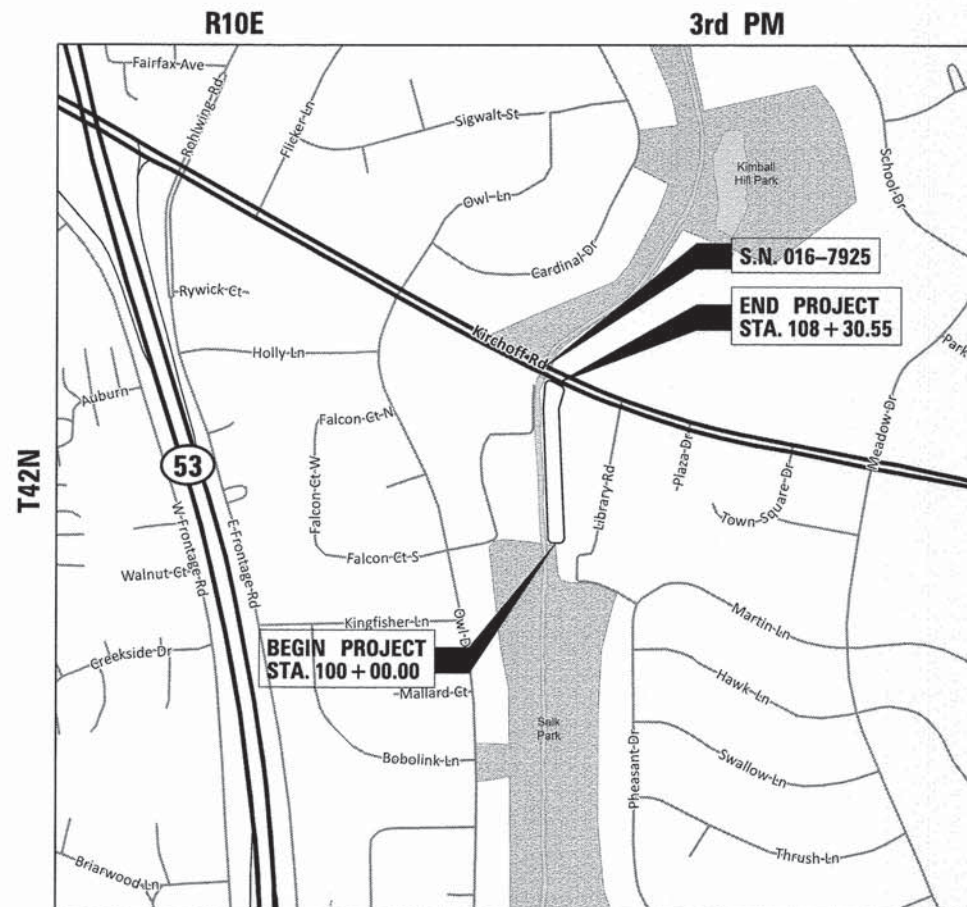 R10E
3rd PM
T42N
Fairfax Ave
Rohlwing Rd
Flicker Ln
Sigwalt St
Kimball
Hill Park
School Dr
Owl Ln
Cardinal Dr
S.N. 016-7925
END PROJECT
STA. 108 + 30.55
Rywick Ct
Kirchoff Rd
Holly Ln
Park
Auburn
Falcon Ct N
Meadow Dr
53
Falcon Ct W
Library Rd
Plaza Dr
Town Square Dr
W Frontage Rd
E Frontage Rd
Falcon Ct S
Walnut Ct
Kingfisher Ln
Owl D
Martin Ln
BEGIN PROJECT
STA. 100 + 00.00
Creekside Dr
Mallard Ct
Hawk Ln
Salk
Park
Bobolink Ln
Pheasant Dr
Swallow Ln
Thrush Ln
Briarwood Ln